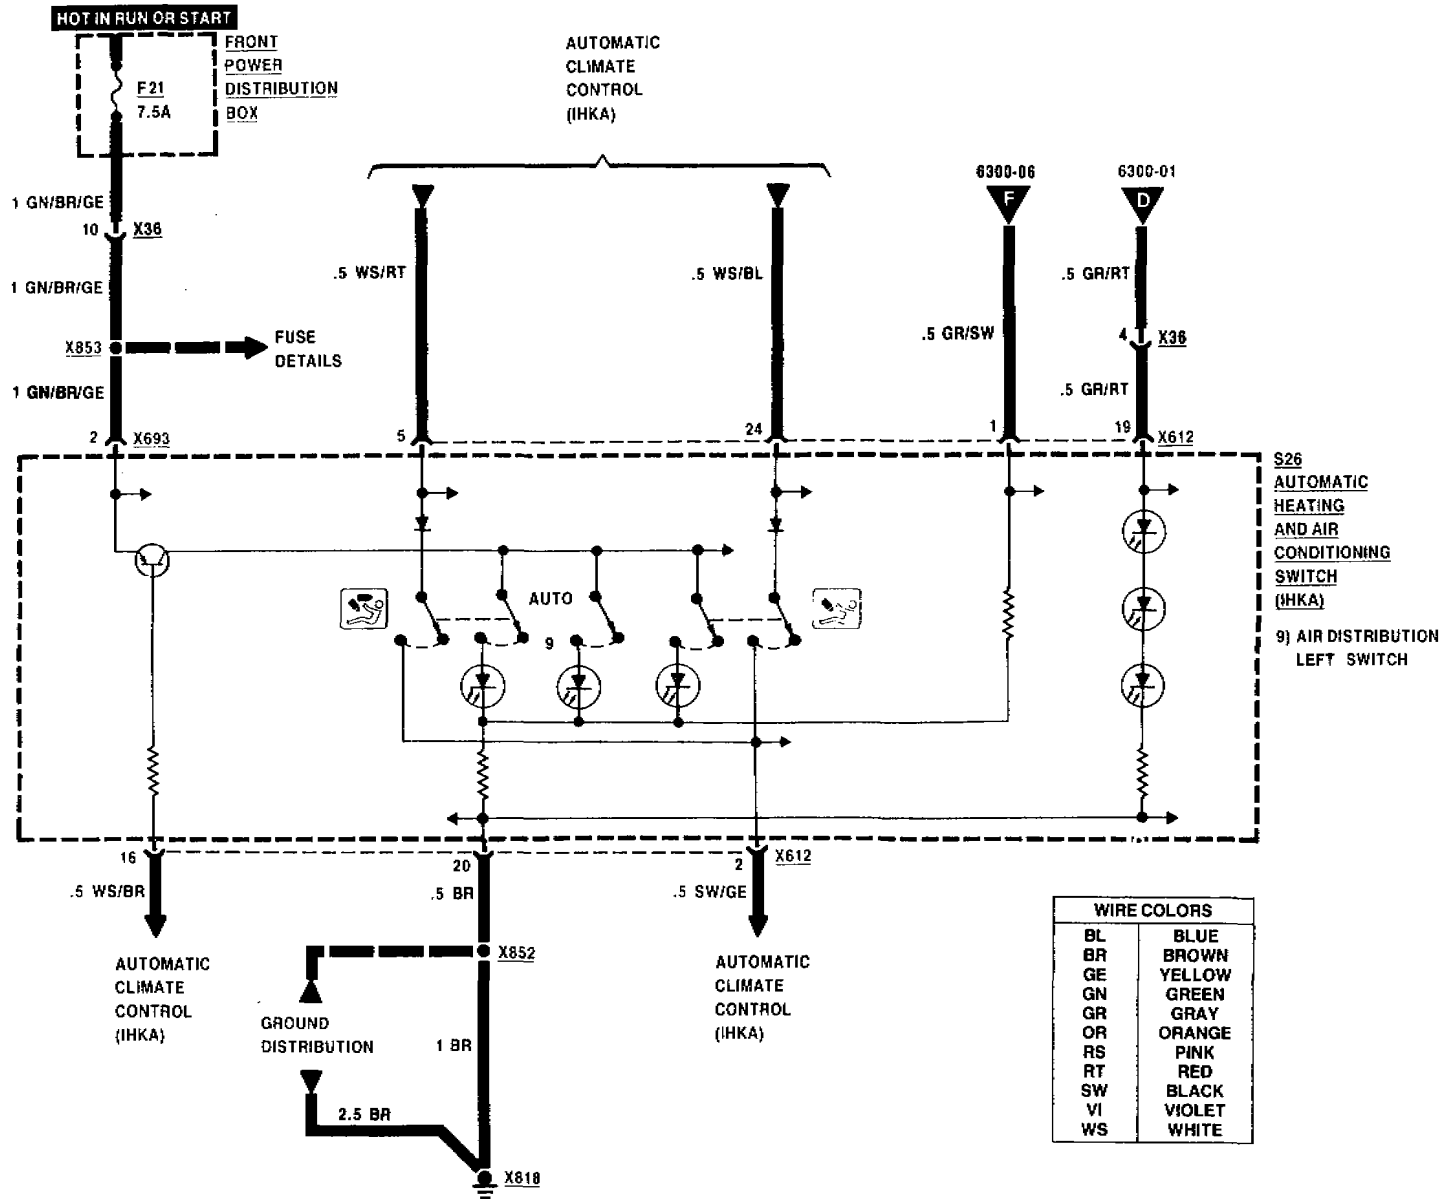 HOT IN RUN OR START
FRONT
POWER
DISTRIBUTION
BOX
F21
7.5A
AUTOMATIC
CLIMATE
CONTROL
(IHKA)
6300-06
F
6300-01
D
1 GN/BR/GE
10 X36
1 GN/BR/GE
X853
FUSE
DETAILS
1 GN/BR/GE
2 X693
.5 WS/RT
5
.5 WS/BL
24
.5 GR/SW
1
.5 GR/RT
4 X36
.5 GR/RT
19 X612
S26
AUTOMATIC
HEATING
AND AIR
CONDITIONING
SWITCH
(IHKA)
9) AIR DISTRIBUTION
LEFT SWITCH
AUTO
9
16
.5 WS/BR
AUTOMATIC
CLIMATE
CONTROL
(IHKA)
20
.5 BR
X852
GROUND
DISTRIBUTION
1 BR
2.5 BR
X818
2 X612
.5 SW/GE
AUTOMATIC
CLIMATE
CONTROL
(IHKA)
WIRE COLORS
BL BLUE
BR BROWN
GE YELLOW
GN GREEN
GR GRAY
OR ORANGE
RS PINK
RT RED
SW BLACK
VI VIOLET
WS WHITE